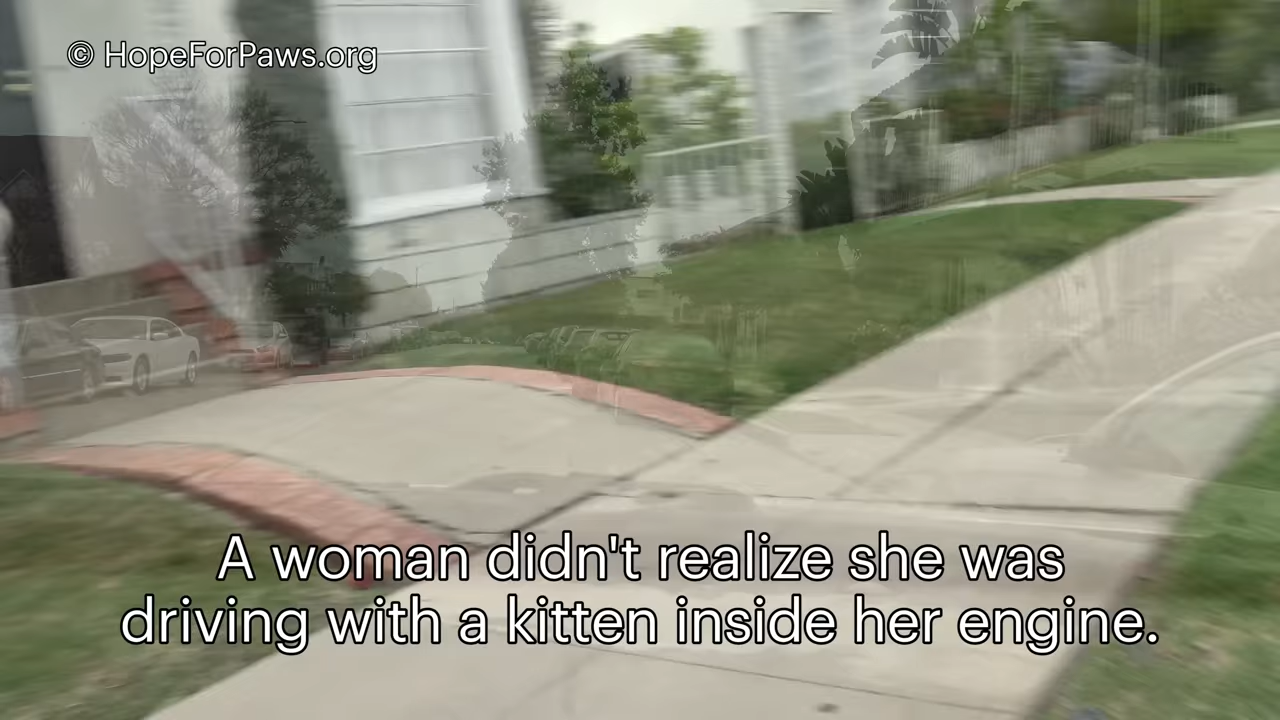 © HopeForPaws.org
A woman didn't realize she was
driving with a kitten inside her engine.